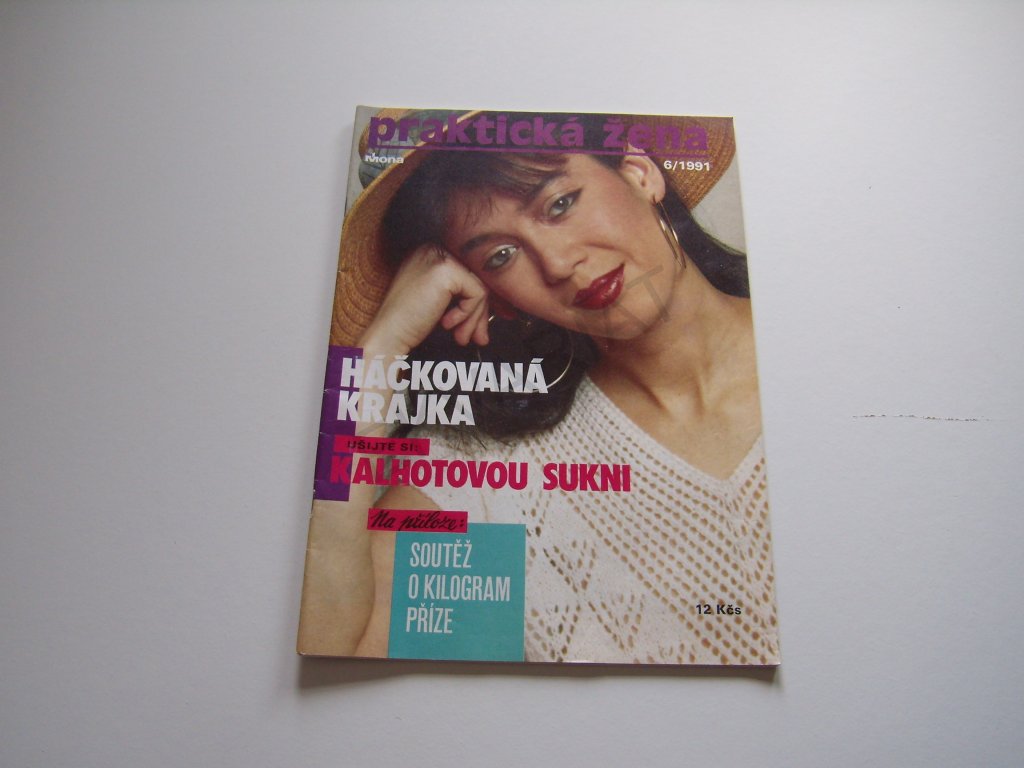 praktická žena
Mona
6/1991
HÁČKOVANÁ
KRAJKA
UŠIJTE SI:
KALHOTOVOU SUKNI
Na příloze:
SOUTĚŽ
O KILOGRAM
PŘÍZE
12 Kčs